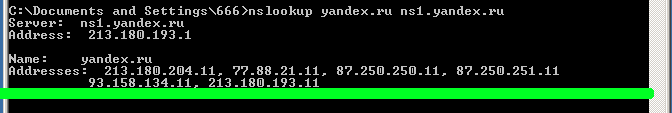 C:\Documents and Settings\666>nslookup yandex.ru ns1.yandex.ru
Server:  ns1.yandex.ru
Address:  213.180.193.1
Name:    yandex.ru
Addresses:  213.180.204.11, 77.88.21.11, 87.250.250.11, 87.250.251.11
93.158.134.11, 213.180.193.11